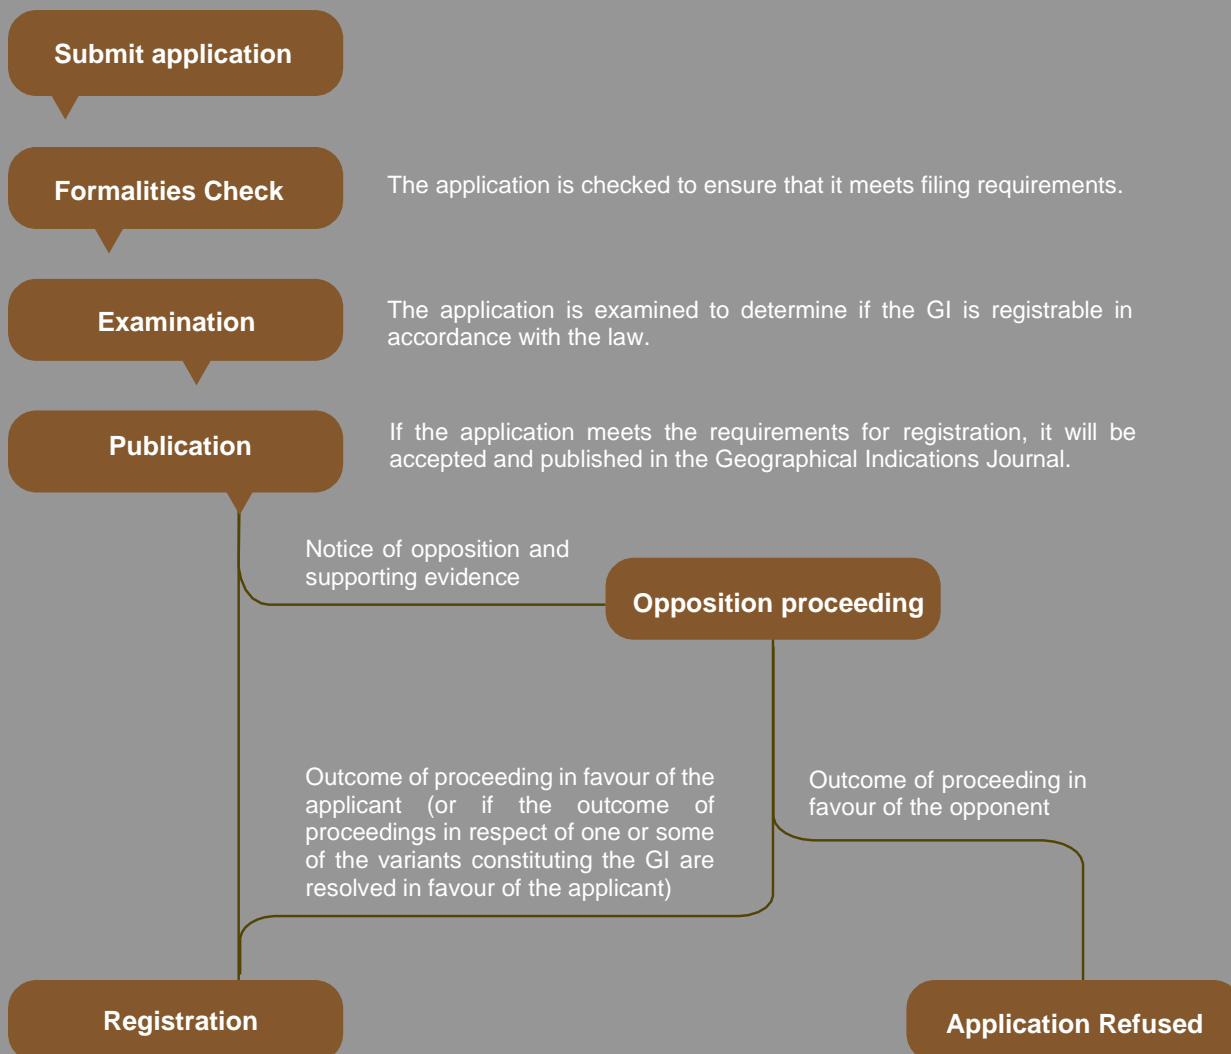 Submit application
Formalities Check
The application is checked to ensure that it meets filing requirements.
Examination
The application is examined to determine if the GI is registrable in
accordance with the law.
Publication
If the application meets the requirements for registration, it will be
accepted and published in the Geographical Indications Journal.
Notice of opposition and
supporting evidence
Opposition proceeding
Outcome of proceeding in favour of the
applicant (or if the outcome of
proceedings in respect of one or some
of the variants constituting the GI are
resolved in favour of the applicant)
Outcome of proceeding in
favour of the opponent
Registration
Application Refused